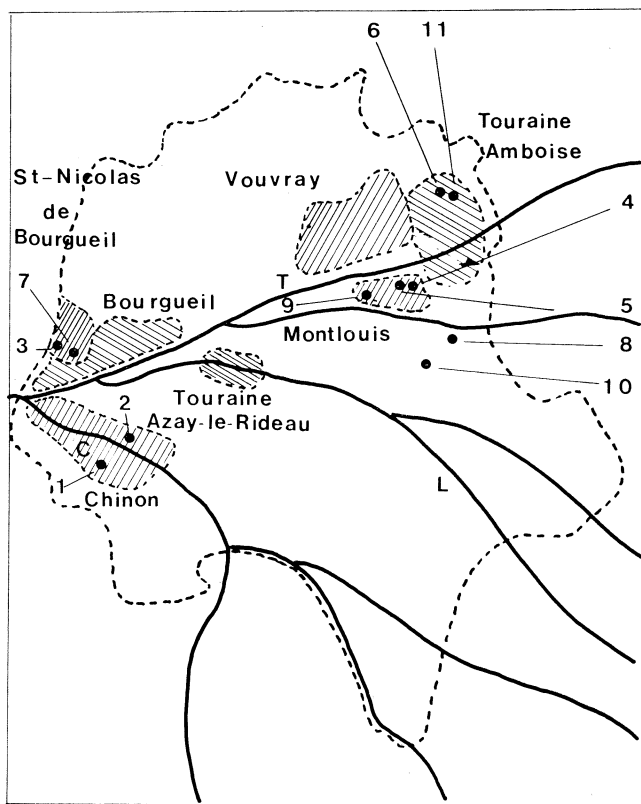 6 11
Touraine
Amboise
St-Nicolas
de
Bourgueil
Vouvray
4
7
T
Bourgueil
9
5
3
Montlouis
8
Touraine
Azay-le-Rideau
10
2
C
1
Chinon
L